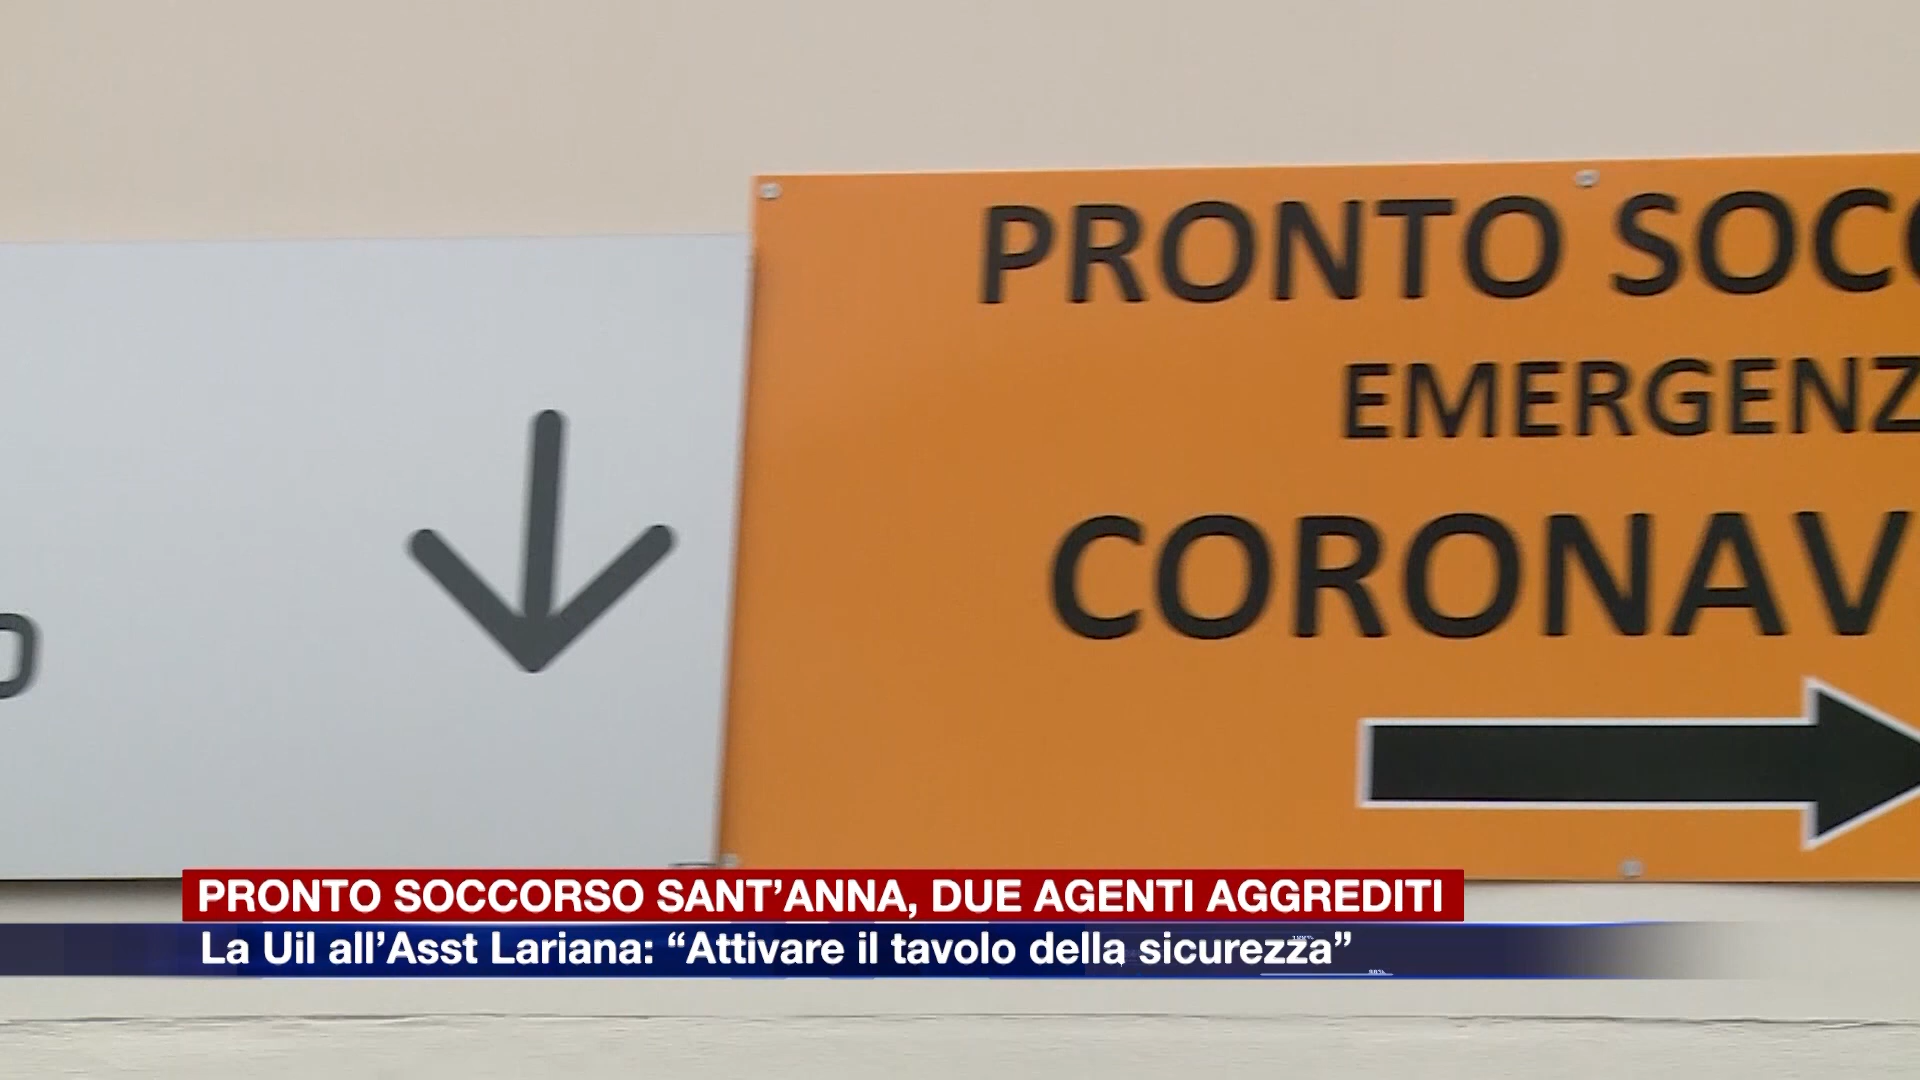 PRONTO SOCC
EMERGENZ
CORONAV
PRONTO SOCCORSO SANT’ANNA, DUE AGENTI AGGREDITI
La Uil all’Asst Lariana: “Attivare il tavolo della sicurezza”